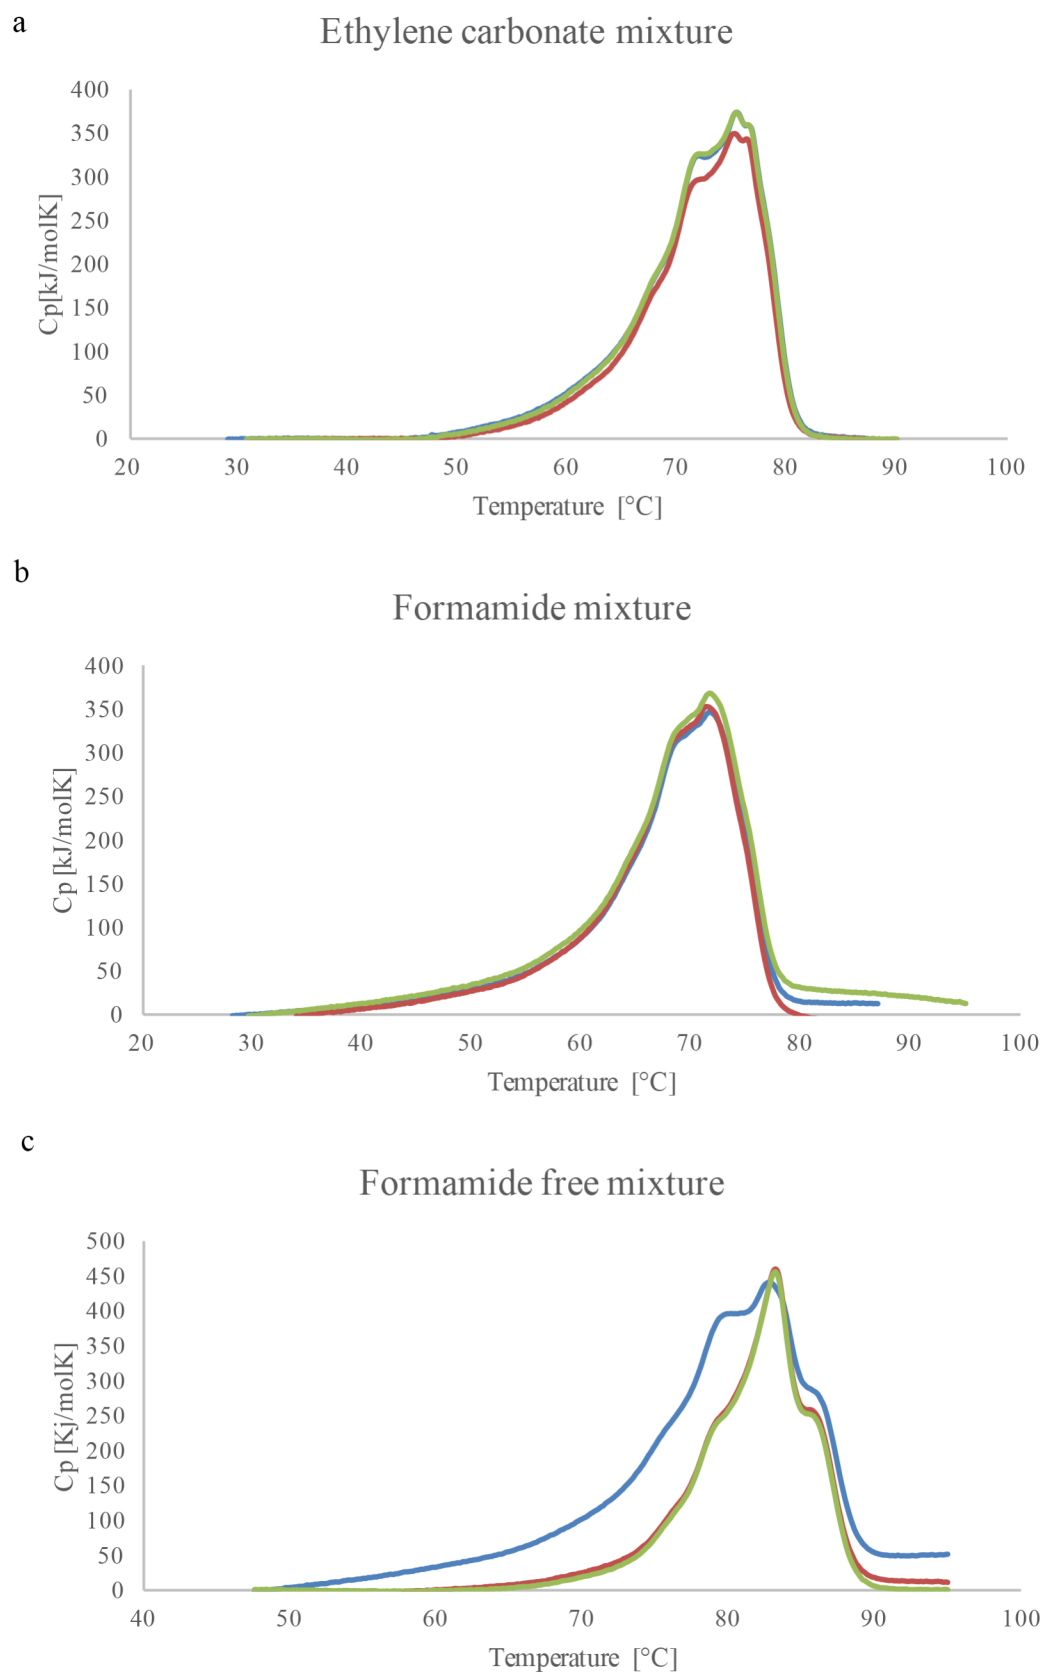 a
Ethylene carbonate mixture
400
350
300
250
200
150
100
50
0
Cp[kJ/molK]
20 30 40 50 60 70 80 90 100
Temperature [°C]
b
Formamide mixture
400
350
300
250
200
150
100
50
0
Cp [kJ/molK]
20 30 40 50 60 70 80 90 100
Temperature [°C]
c
Formamide free mixture
500
450
400
350
300
250
200
150
100
50
0
Cp [Kj/molK]
40 50 60 70 80 90 100
Temperature [°C]